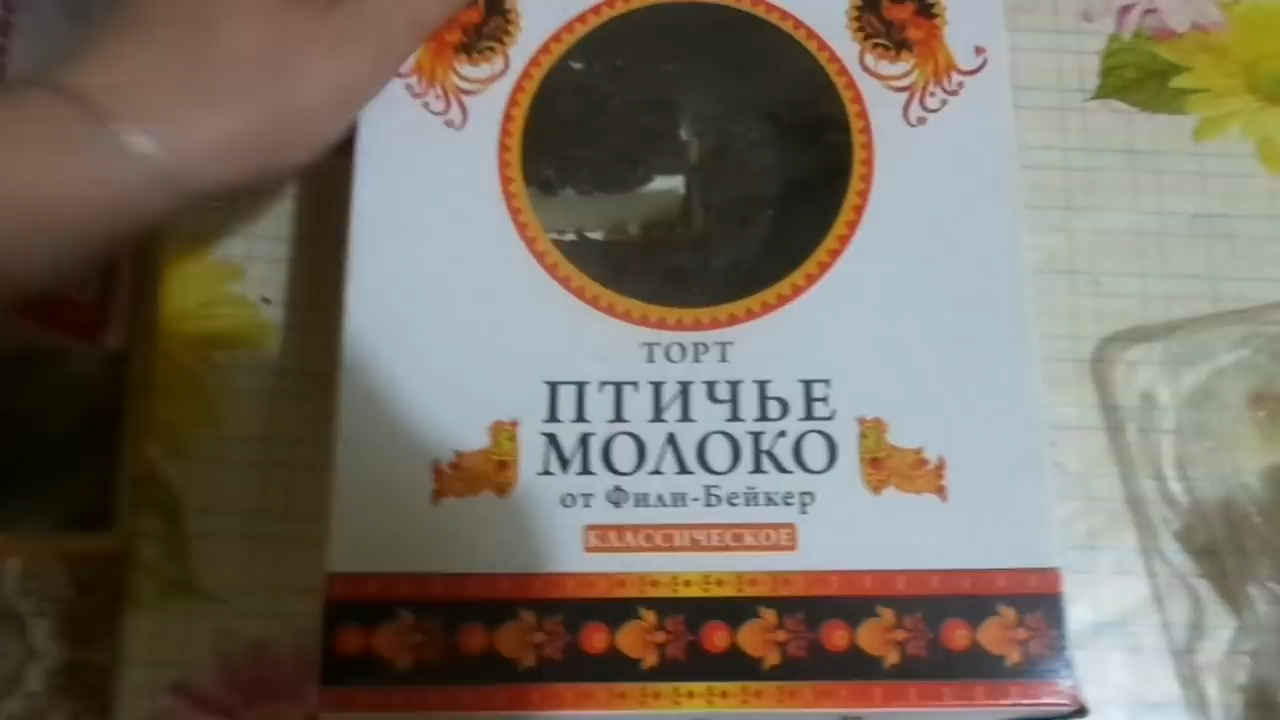 ТОРТ
ПТИЧЬЕ
МОЛОКО
от Фили-Бейкер
КЛАССИЧЕСКОЕ